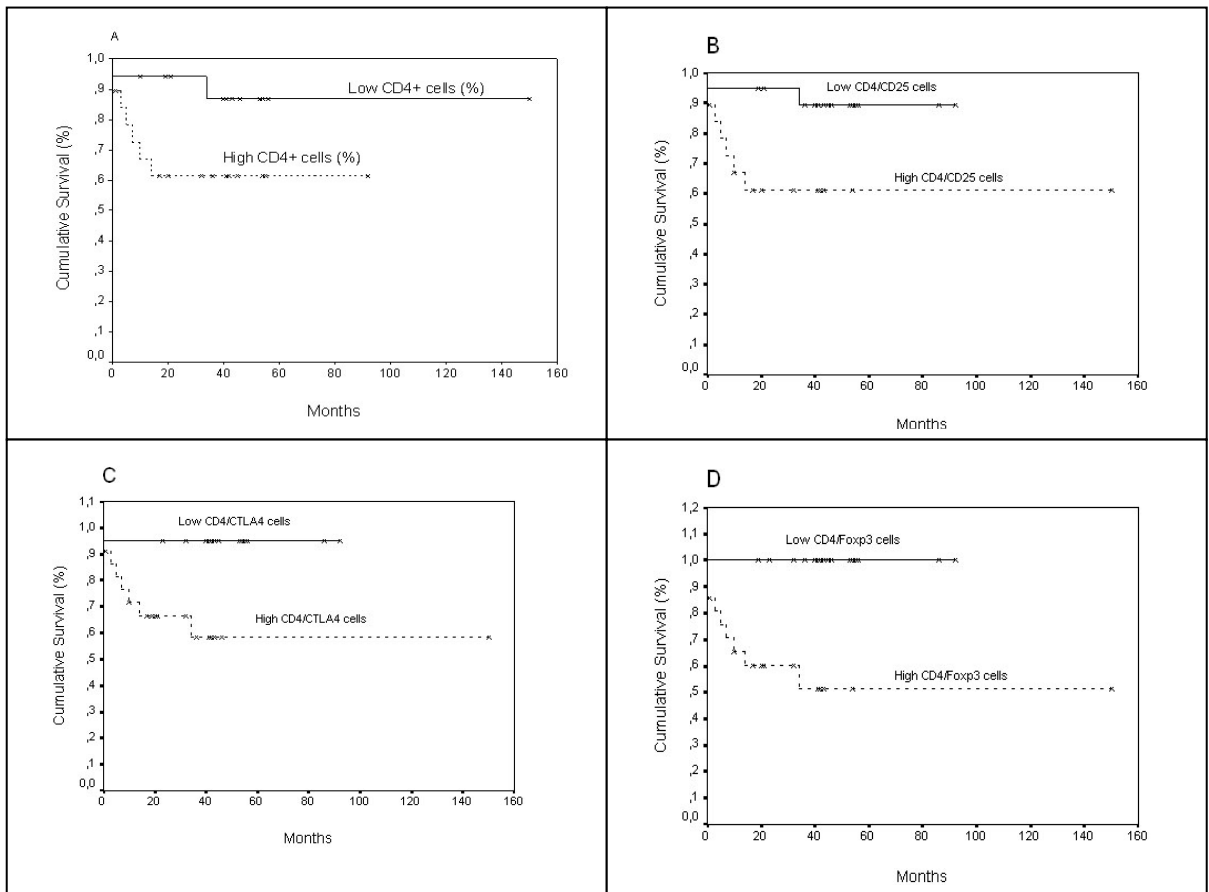 A
1,0
,9
,8
,7
,6
,5
,4
,3
,2
,1
0,0
Cumulative Survival (%)
Low CD4+ cells (%)
High CD4+ cells (%)
0 20 40 60 80 100 120 140 160
Months
B
1,0
,9
,8
,7
,6
,5
,4
,3
,2
,1
0,0
Cumulative Survival (%)
Low CD4/CD25 cells
High CD4/CD25 cells
0 20 40 60 80 100 120 140 160
Months
C
1,1
1,0
,9
,8
,7
,6
,5
,4
,3
,2
,1
0,0
Cumulative Survival (%)
Low CD4/CTLA4 cells
High CD4/CTLA4 cells
0 20 40 60 80 100 120 140 160
Months
D
1,2
1,1
1,0
,9
,8
,7
,6
,5
,4
,3
,2
,1
0,0
Cumulative Survival (%)
Low CD4/Foxp3 cells
High CD4/Foxp3 cells
0 20 40 60 80 100 120 140 160
Months